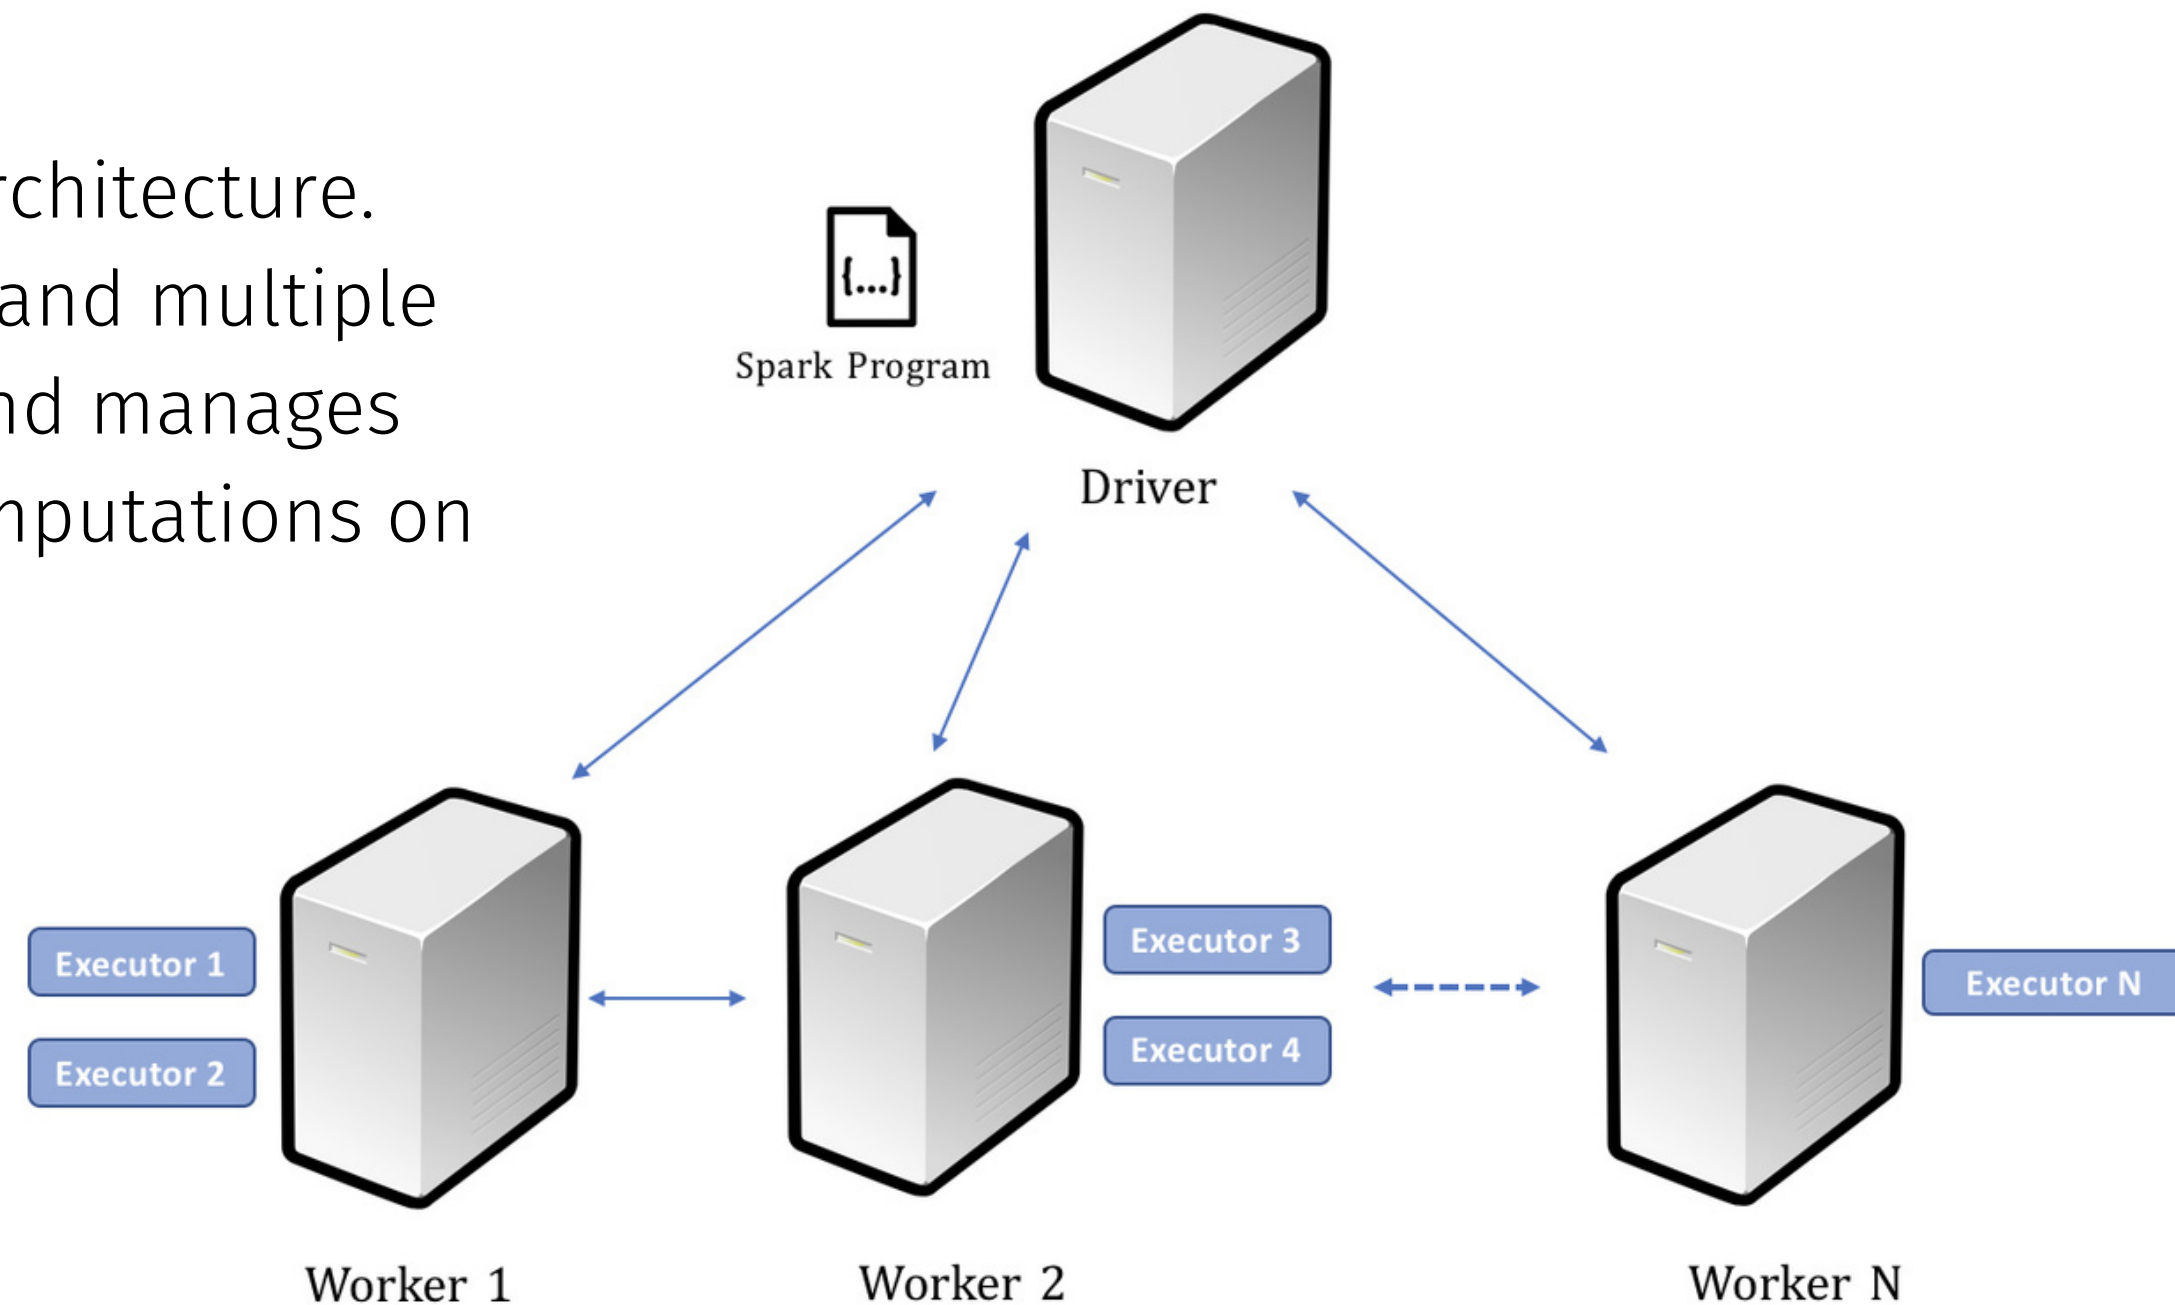 rchitecture.
and multiple
nd manages
mputations on
{...}
Spark Program
Driver
Executor 1
Executor 2
Executor 3
Executor 4
Executor N
Worker 1
Worker 2
Worker N